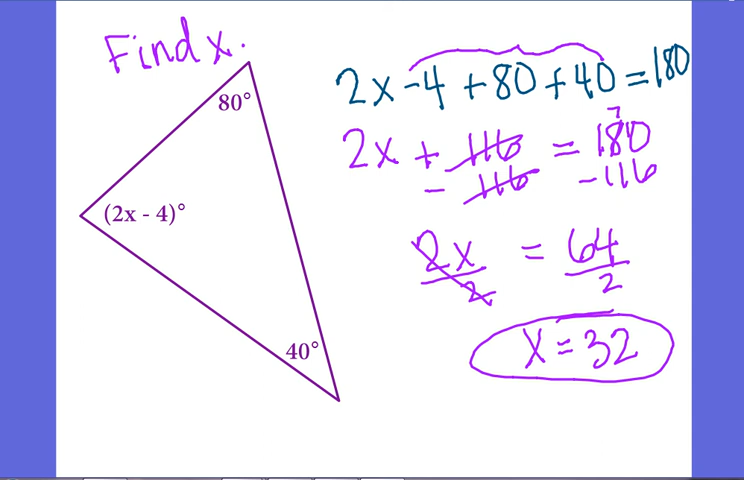 Find x.
80°
(2x - 4)°
40°
2x - 4 + 80 + 40 = 180
2x + 116 = 180
- 116 - 116
7
2x = 64
2 2
x = 32